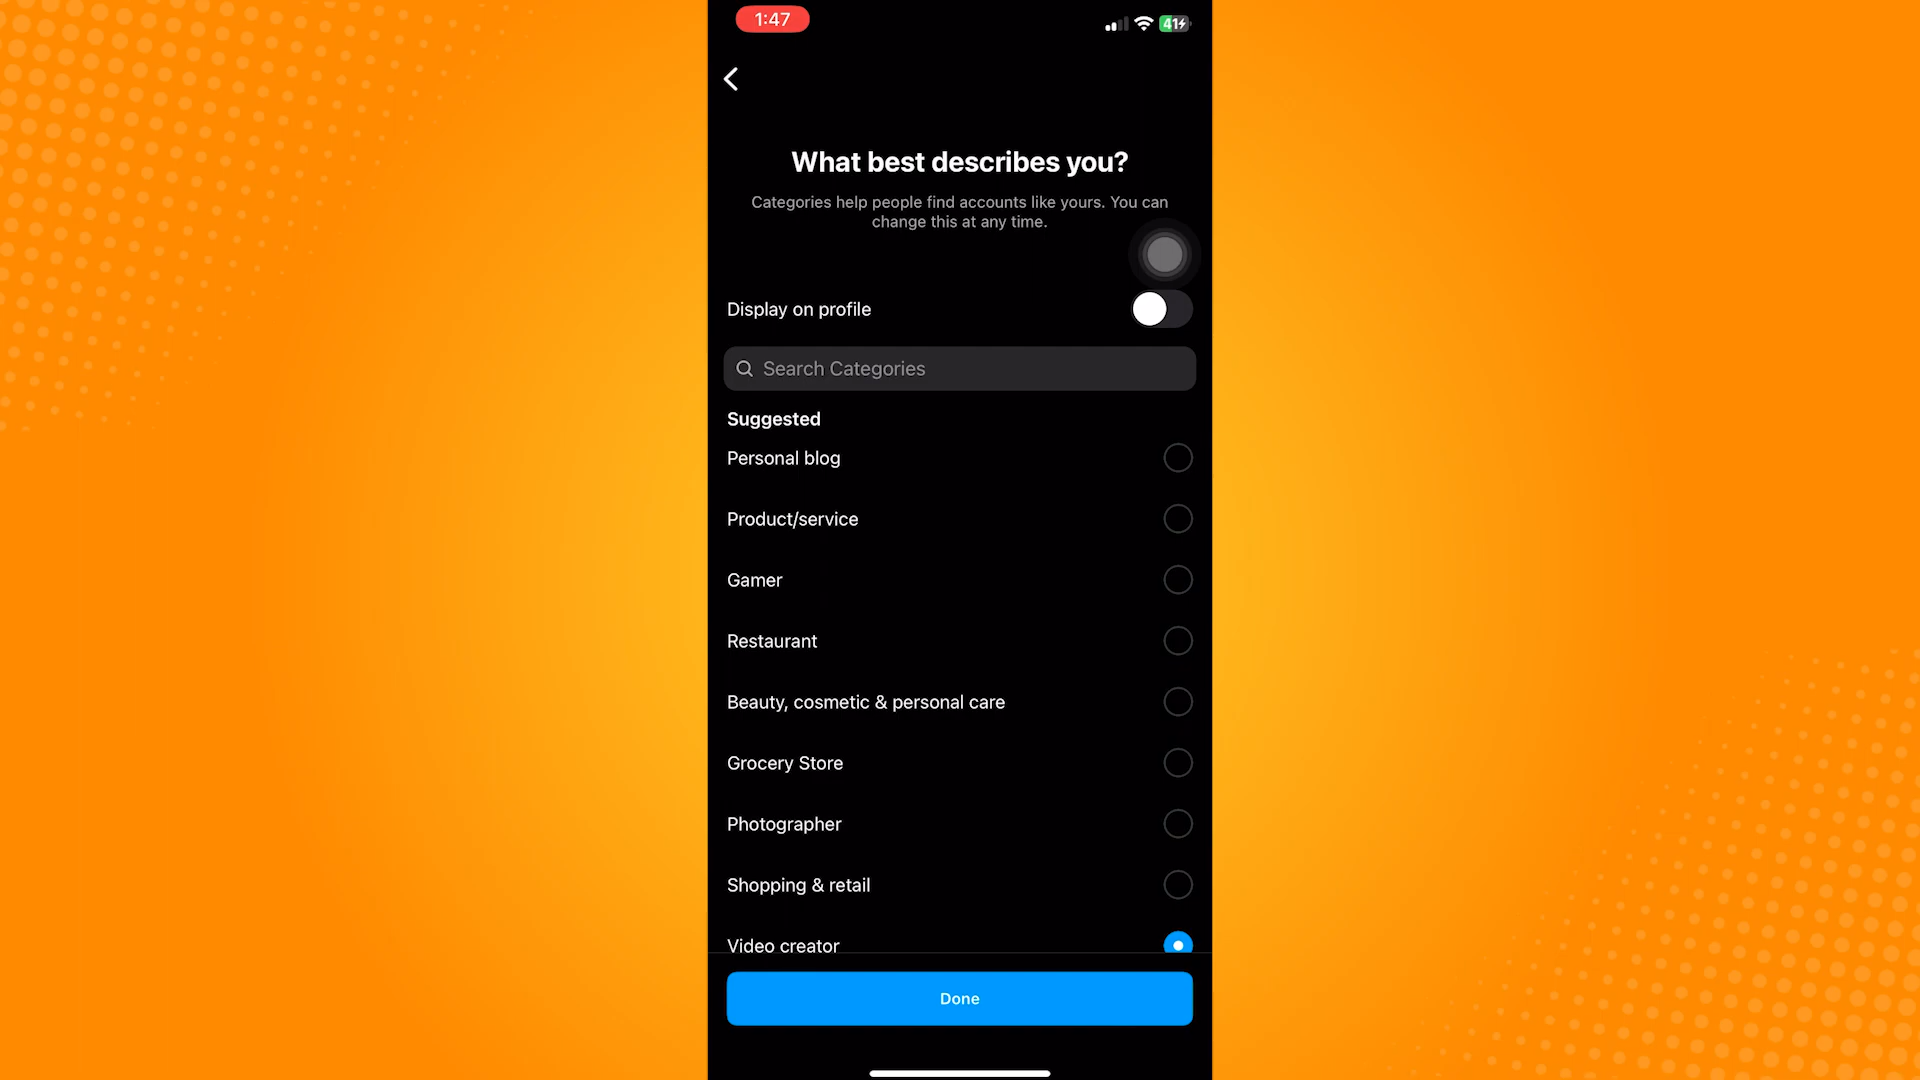 1:47
41
What best describes you?
Categories help people find accounts like yours. You can
change this at any time.
Display on profile
Search Categories
Suggested
Personal blog
Product/service
Gamer
Restaurant
Beauty, cosmetic & personal care
Grocery Store
Photographer
Shopping & retail
Video creator
Done